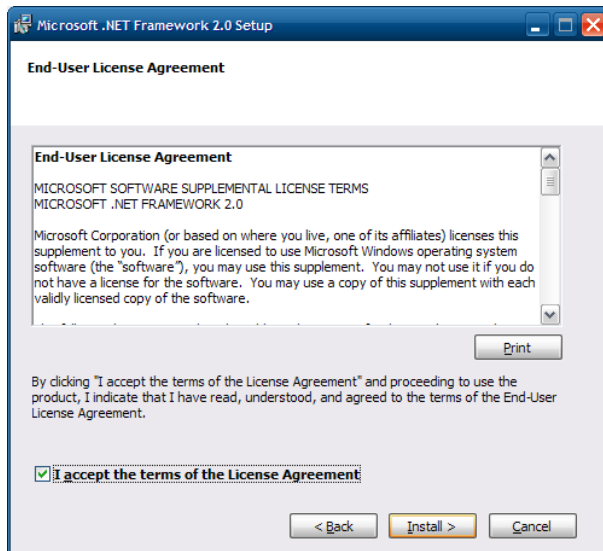 Microsoft .NET Framework 2.0 Setup
End-User License Agreement
End-User License Agreement
MICROSOFT SOFTWARE SUPPLEMENTAL LICENSE TERMS
MICROSOFT .NET FRAMEWORK 2.0
Microsoft Corporation (or based on where you live, one of its affiliates) licenses this
supplement to you.  If you are licensed to use Microsoft Windows operating system
software (the “software”), you may use this supplement.  You may not use it if you do
not have a license for the software.  You may use a copy of this supplement with each
validly licensed copy of the software.
Print
By clicking "I accept the terms of the License Agreement" and proceeding to use the
product, I indicate that I have read, understood, and agreed to the terms of the End-User
License Agreement.
I accept the terms of the License Agreement
< Back
Install >
Cancel